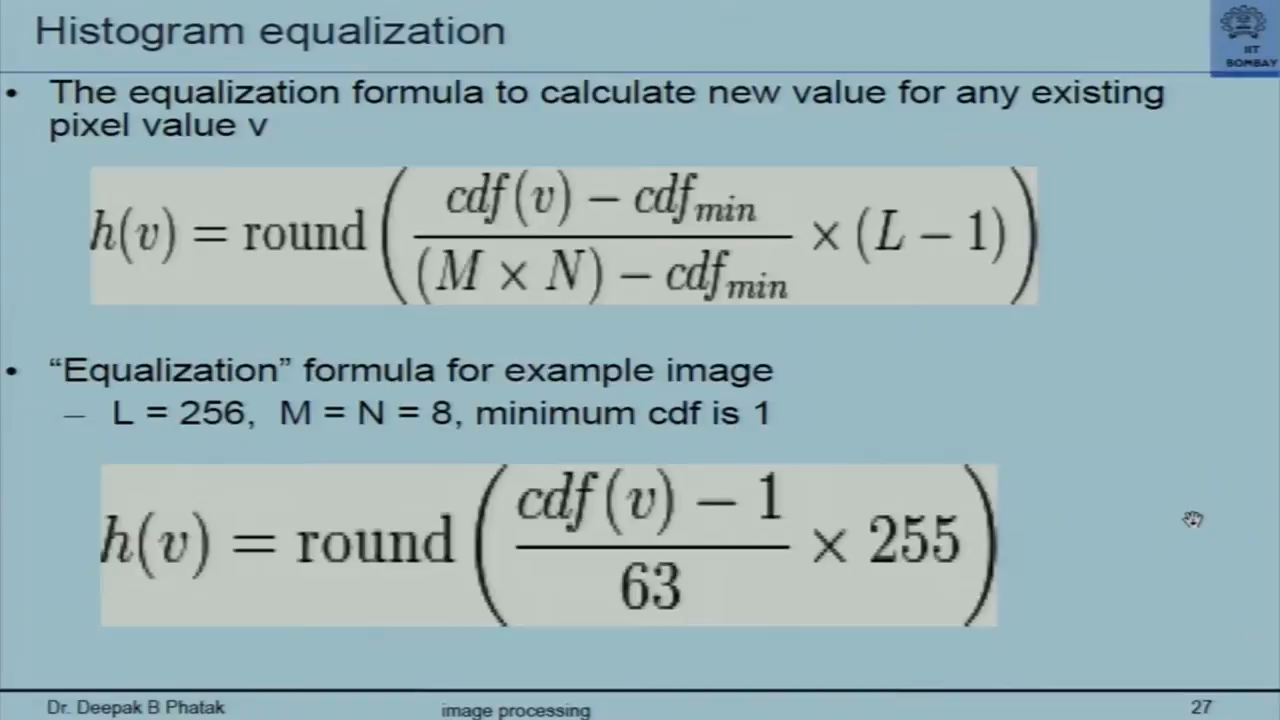 Histogram equalization
IIT
BOMBAY
• The equalization formula to calculate new value for any existing
pixel value v
h(v) = round( (cdf(v) − cdf_min) / ((M × N) − cdf_min) × (L − 1) )
• “Equalization” formula for example image
– L = 256, M = N = 8, minimum cdf is 1
h(v) = round( (cdf(v) − 1) / 63 × 255 )
Dr. Deepak B Phatak
image processing
27